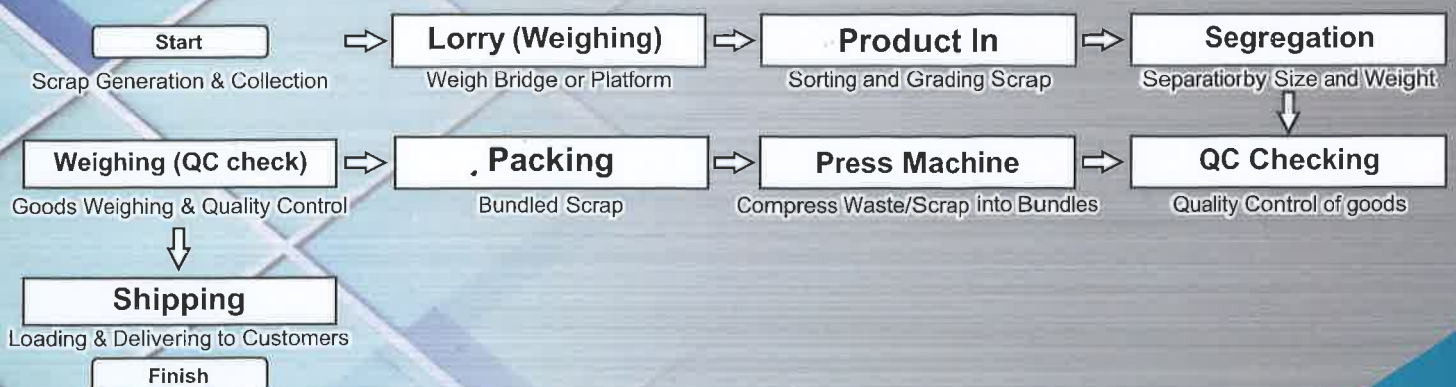 Start
Scrap Generation & Collection
Lorry (Weighing)
Weigh Bridge or Platform
Product In
Sorting and Grading Scrap
Segregation
Separatiorby Size and Weight
Weighing (QC check)
Goods Weighing & Quality Control
Packing
Bundled Scrap
Press Machine
Compress Waste/Scrap into Bundles
QC Checking
Quality Control of goods
Shipping
Loading & Delivering to Customers
Finish